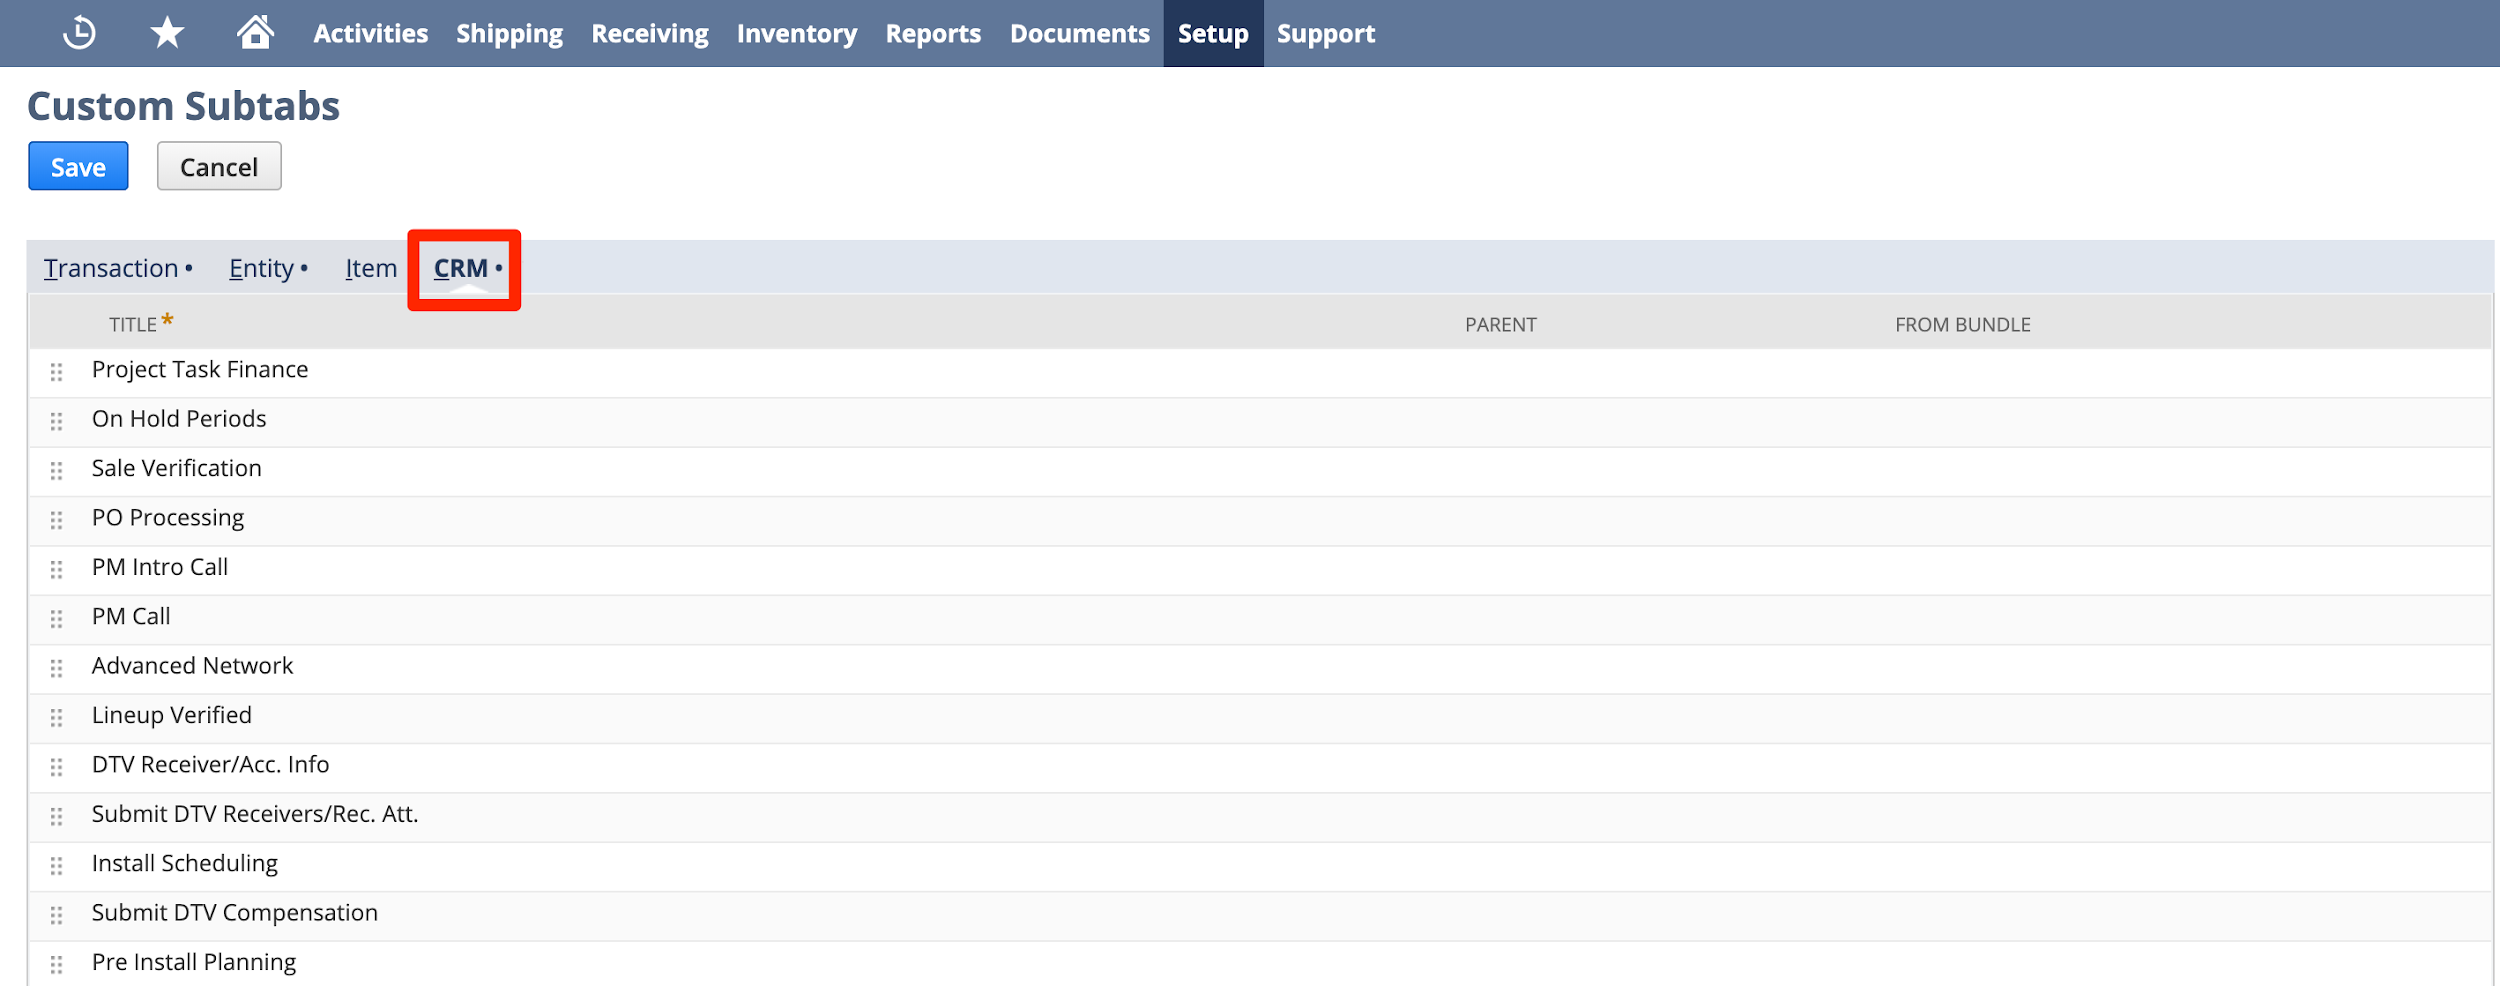 Activities Shipping Receiving Inventory Reports Documents Setup Support
Custom Subtabs
Save Cancel
Transaction • Entity • Item CRM •
TITLE * PARENT FROM BUNDLE
Project Task Finance
On Hold Periods
Sale Verification
PO Processing
PM Intro Call
PM Call
Advanced Network
Lineup Verified
DTV Receiver/Acc. Info
Submit DTV Receivers/Rec. Att.
Install Scheduling
Submit DTV Compensation
Pre Install Planning